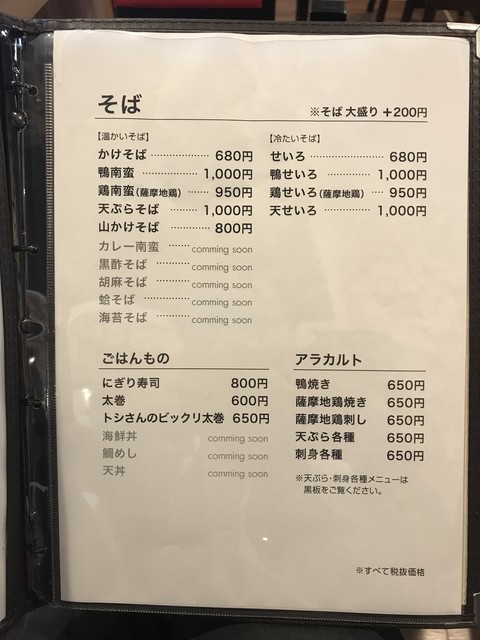 そば
※そば 大盛り +200円
【温かいそば】
かけそば ………………… 680円
鴨南蛮 ………………… 1,000円
鶏南蛮(薩摩地鶏) ……… 950円
天ぷらそば …………… 1,000円
山かけそば …………… 800円
カレー南蛮 ……… comming soon
黒酢そば ………… comming soon
胡麻そば ………… comming soon
蛤そば …………… comming soon
海苔そば ………… comming soon
【冷たいそば】
せいろ ………………… 680円
鴨せいろ …………… 1,000円
鶏せいろ(薩摩地鶏) …… 950円
天せいろ …………… 1,000円
ごはんもの
にぎり寿司 800円
太巻 600円
トシさんのビックリ太巻 650円
海鮮丼 comming soon
鯛めし comming soon
天丼 comming soon
アラカルト
鴨焼き 650円
薩摩地鶏焼き 650円
薩摩地鶏刺し 650円
天ぷら各種 650円
刺身各種 650円
※天ぷら・刺身各種メニューは
黒板をご覧ください。
※すべて税抜価格